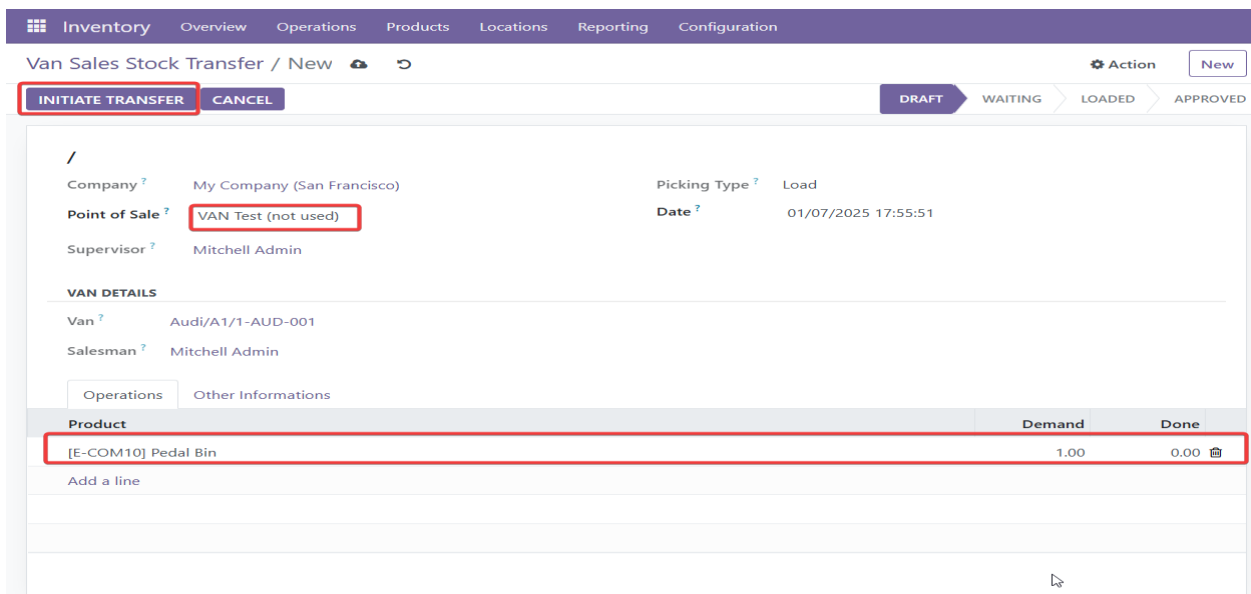 Inventory Overview Operations Products Locations Reporting Configuration
Van Sales Stock Transfer / New Action New
INITIATE TRANSFER CANCEL DRAFT WAITING LOADED APPROVED
/
Company ? My Company (San Francisco) Picking Type ? Load
Point of Sale ? VAN Test (not used) Date ? 01/07/2025 17:55:51
Supervisor ? Mitchell Admin
VAN DETAILS
Van ? Audi/A1/1-AUD-001
Salesman ? Mitchell Admin
Operations Other Informations
Product Demand Done
[E-COM10] Pedal Bin 1.00 0.00
Add a line